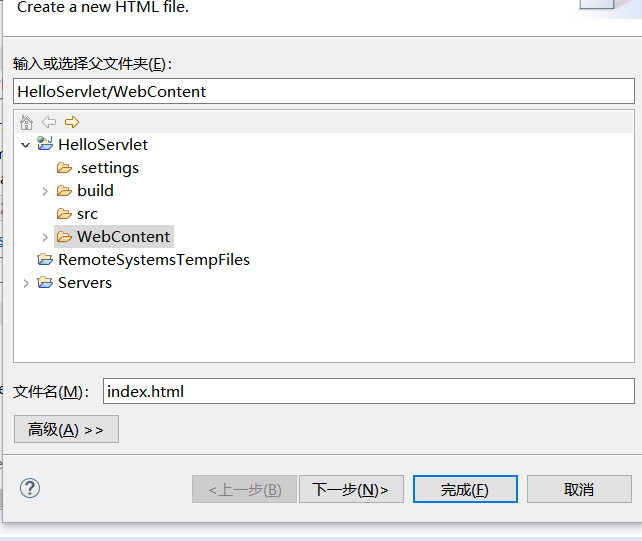 Create a new HTML file.
输入或选择父文件夹(E):
HelloServlet/WebContent
HelloServlet
.settings
build
src
WebContent
RemoteSystemsTempFiles
Servers
文件名(M): index.html
高级(A) >>
<上一步(B) 下一步(N)> 完成(F) 取消